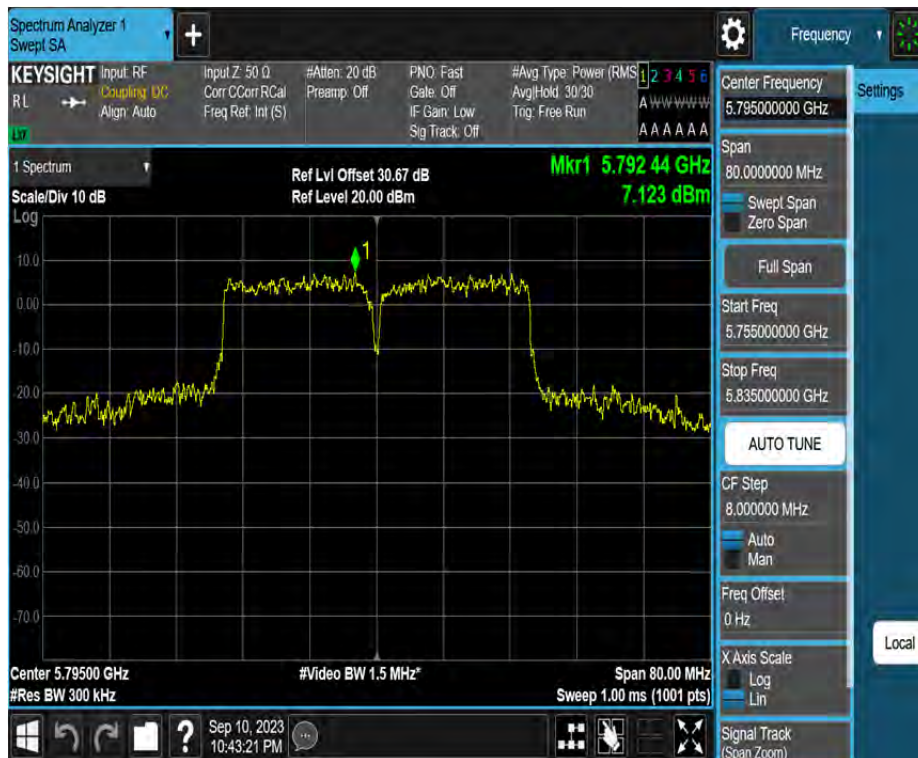 Spectrum Analyzer 1
Swept SA
+
Frequency
KEYSIGHT
RL
LXI
Input: RF
Coupling: DC
Align: Auto
Input Z: 50 Ω
Corr CCorr RCal
Freq Ref: Int (S)
#Atten: 20 dB
Preamp: Off
PNO: Fast
Gate: Off
IF Gain: Low
Sig Track: Off
#Avg Type: Power (RMS
Avg|Hold: 30/30
Trig: Free Run
1 2 3 4 5 6
A W W W W W
A A A A A A
1 Spectrum
Scale/Div 10 dB
Log
Ref Lvl Offset 30.67 dB
Ref Level 20.00 dBm
Mkr1 5.792 44 GHz
7.123 dBm
1
10.0
0.00
-10.0
-20.0
-30.0
-40.0
-50.0
-60.0
-70.0
Center 5.79500 GHz
#Res BW 300 kHz
#Video BW 1.5 MHz*
Span 80.00 MHz
Sweep 1.00 ms (1001 pts)
?
Sep 10, 2023
10:43:21 PM
Center Frequency
5.795000000 GHz
Settings
Span
80.0000000 MHz
Swept Span
Zero Span
Full Span
Start Freq
5.755000000 GHz
Stop Freq
5.835000000 GHz
AUTO TUNE
CF Step
8.000000 MHz
Auto
Man
Freq Offset
0 Hz
X Axis Scale
Log
Lin
Local
Signal Track
(Span Zoom)